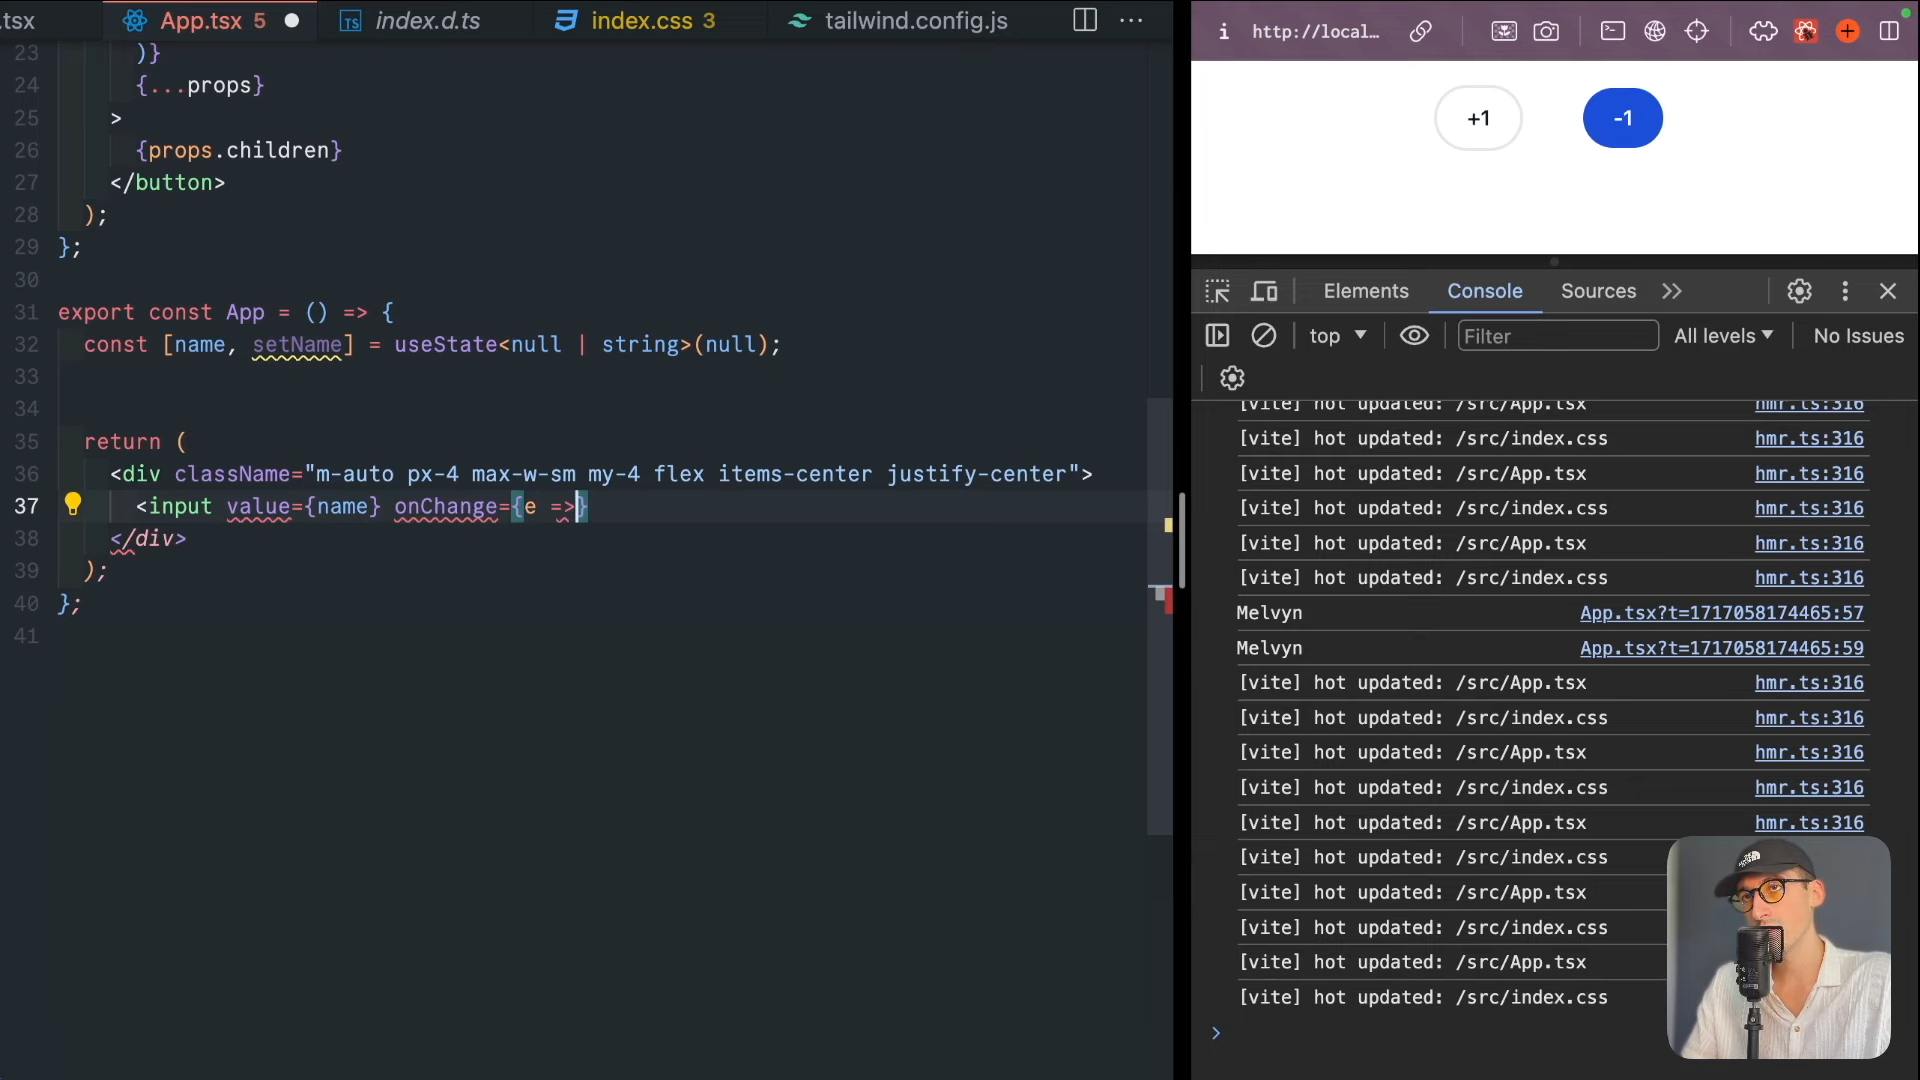 .tsx
App.tsx 5
index.d.ts
index.css 3
tailwind.config.js
23 )}
24 {...props}
25 >
26 {props.children}
27 </button>
28 );
29 };
30
31 export const App = () => {
32 const [name, setName] = useState<null | string>(null);
33
34
35 return (
36 <div className="m-auto px-4 max-w-sm my-4 flex items-center justify-center">
37 <input value={name} onChange={e =>}
38 </div>
39 );
40 };
41
http://local...
+1
-1
Elements
Console
Sources
top
Filter
All levels
No Issues
[vite] hot updated: /src/App.tsx hmr.ts:316
[vite] hot updated: /src/index.css hmr.ts:316
[vite] hot updated: /src/App.tsx hmr.ts:316
[vite] hot updated: /src/index.css hmr.ts:316
[vite] hot updated: /src/App.tsx hmr.ts:316
[vite] hot updated: /src/index.css hmr.ts:316
Melvyn App.tsx?t=1717058174465:57
Melvyn App.tsx?t=1717058174465:59
[vite] hot updated: /src/App.tsx hmr.ts:316
[vite] hot updated: /src/index.css hmr.ts:316
[vite] hot updated: /src/App.tsx hmr.ts:316
[vite] hot updated: /src/index.css hmr.ts:316
[vite] hot updated: /src/App.tsx hmr.ts:316
[vite] hot updated: /src/index.css
[vite] hot updated: /src/App.tsx
[vite] hot updated: /src/index.css
[vite] hot updated: /src/App.tsx
[vite] hot updated: /src/index.css